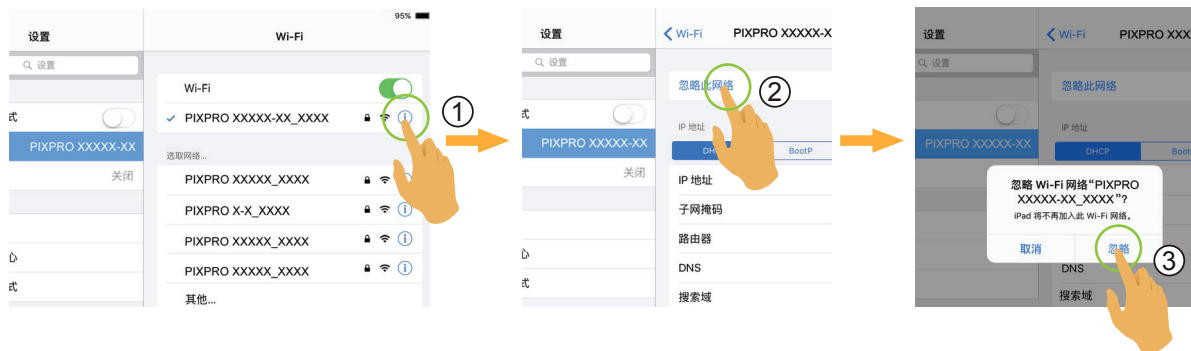 95%
设置
Wi-Fi
设置
Wi-Fi
式
PIXPRO XXXXX-XX_XXXX
①
PIXPRO XXXXX-XX
选取网络...
关闭
PIXPRO XXXXX_XXXX
PIXPRO X-X_XXXX
PIXPRO XXXXX_XXXX
心
PIXPRO XXXXX_XXXX
式
其他...
设置
Wi-Fi
PIXPRO XXXXX-X
设置
忽略此网络
②
式
IP 地址
PIXPRO XXXXX-XX
DH
BootP
关闭
IP 地址
子网掩码
路由器
心
DNS
式
搜索域
设置
Wi-Fi
PIXPRO XXX
设置
忽略此网络
IP 地址
PIXPRO XXXXX-XX
DHCP
Boot
忽略 Wi-Fi 网络“PIXPRO
XXXXX-XX_XXXX”?
iPad 将不再加入此 Wi-Fi 网络。
取消
忽略
③
DNS
搜索域